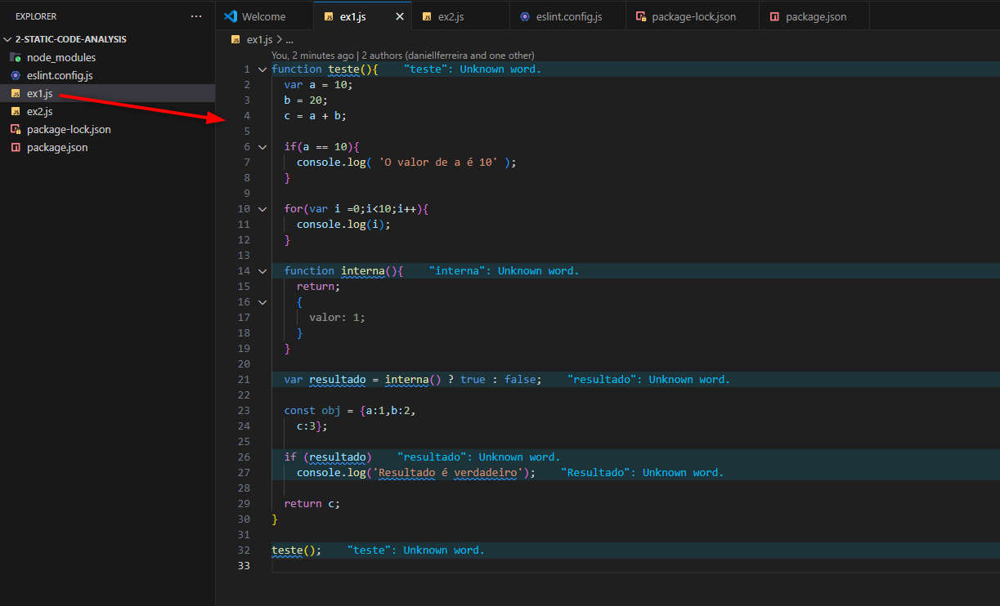 EXPLORER
2-STATIC-CODE-ANALYSIS
node_modules
eslint.config.js
ex1.js
ex2.js
package-lock.json
package.json
Welcome
ex1.js
ex2.js
eslint.config.js
package-lock.json
package.json
ex1.js > ...
You, 2 minutes ago | 2 authors (daniellferreira and one other)
1 function teste(){ "teste": Unknown word.
2 var a = 10;
3 b = 20;
4 c = a + b;
5
6 if(a == 10){
7 console.log( 'O valor de a é 10' );
8 }
9
10 for(var i =0;i<10;i++){
11 console.log(i);
12 }
13
14 function interna(){ "interna": Unknown word.
15 return;
16 {
17 valor: 1;
18 }
19 }
20
21 var resultado = interna() ? true : false; "resultado": Unknown word.
22
23 const obj = {a:1,b:2,
24 c:3};
25
26 if (resultado) "resultado": Unknown word.
27 console.log('Resultado é verdadeiro'); "Resultado": Unknown word.
28
29 return c;
30 }
31
32 teste(); "teste": Unknown word.
33